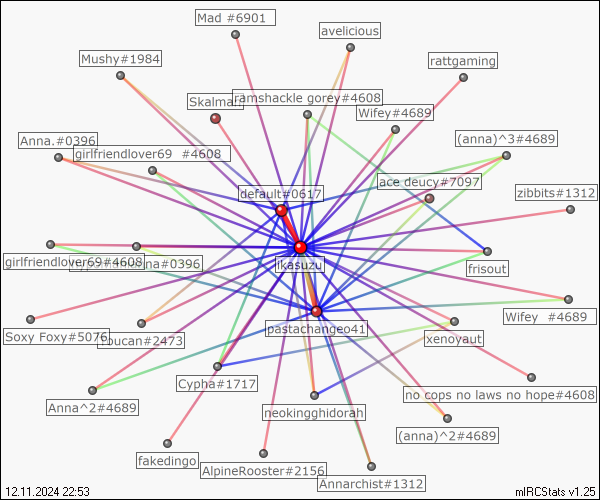 Mad #6901
avelicious
Mushy#1984
rattgaming
Skalman
ramshackle gorey#4608
Wifey#4689
Anna.#0396
girlfriendlover69 #4608
(anna)^3#4689
ace deucy#7097
default#0617
zibbits#1312
girlfriendlover69#4608
#0396
ikasuzu
frisout
Soxy Foxy#5076
#2473
pastachangeo41
Wifey #4689
xenoyaut
Cypha#1717
no cops no laws no hope#4608
Anna^2#4689
neokingghidorah
(anna)^2#4689
fakedingo
AlpineRooster#2156
Annarchist#1312
12.11.2024 22:53
mIRCStats v1.25